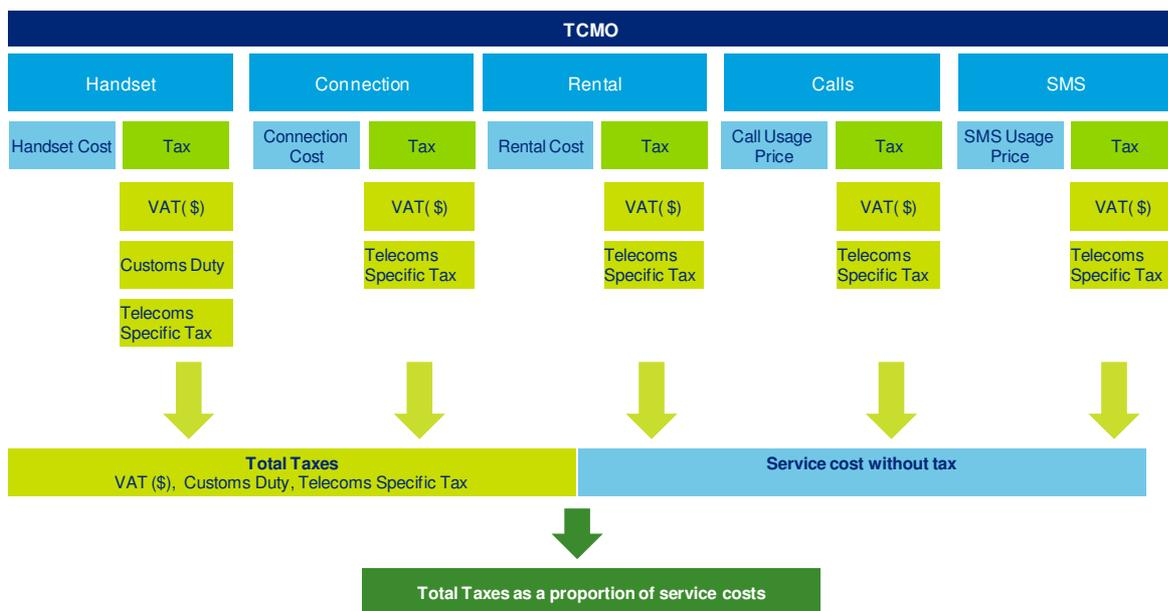 TCMO
Handset
Connection
Rental
Calls
SMS
Handset Cost
Tax
Connection
Cost
Tax
Rental Cost
Tax
Call Usage
Price
Tax
SMS Usage
Price
Tax
VAT( $)
VAT( $)
VAT( $)
VAT( $)
VAT( $)
Customs Duty
Telecoms
Specific Tax
Telecoms
Specific Tax
Telecoms
Specific Tax
Telecoms
Specific Tax
Telecoms
Specific Tax
Total Taxes
VAT ($), Customs Duty, Telecoms Specific Tax
Service cost without tax
Total Taxes as a proportion of service costs